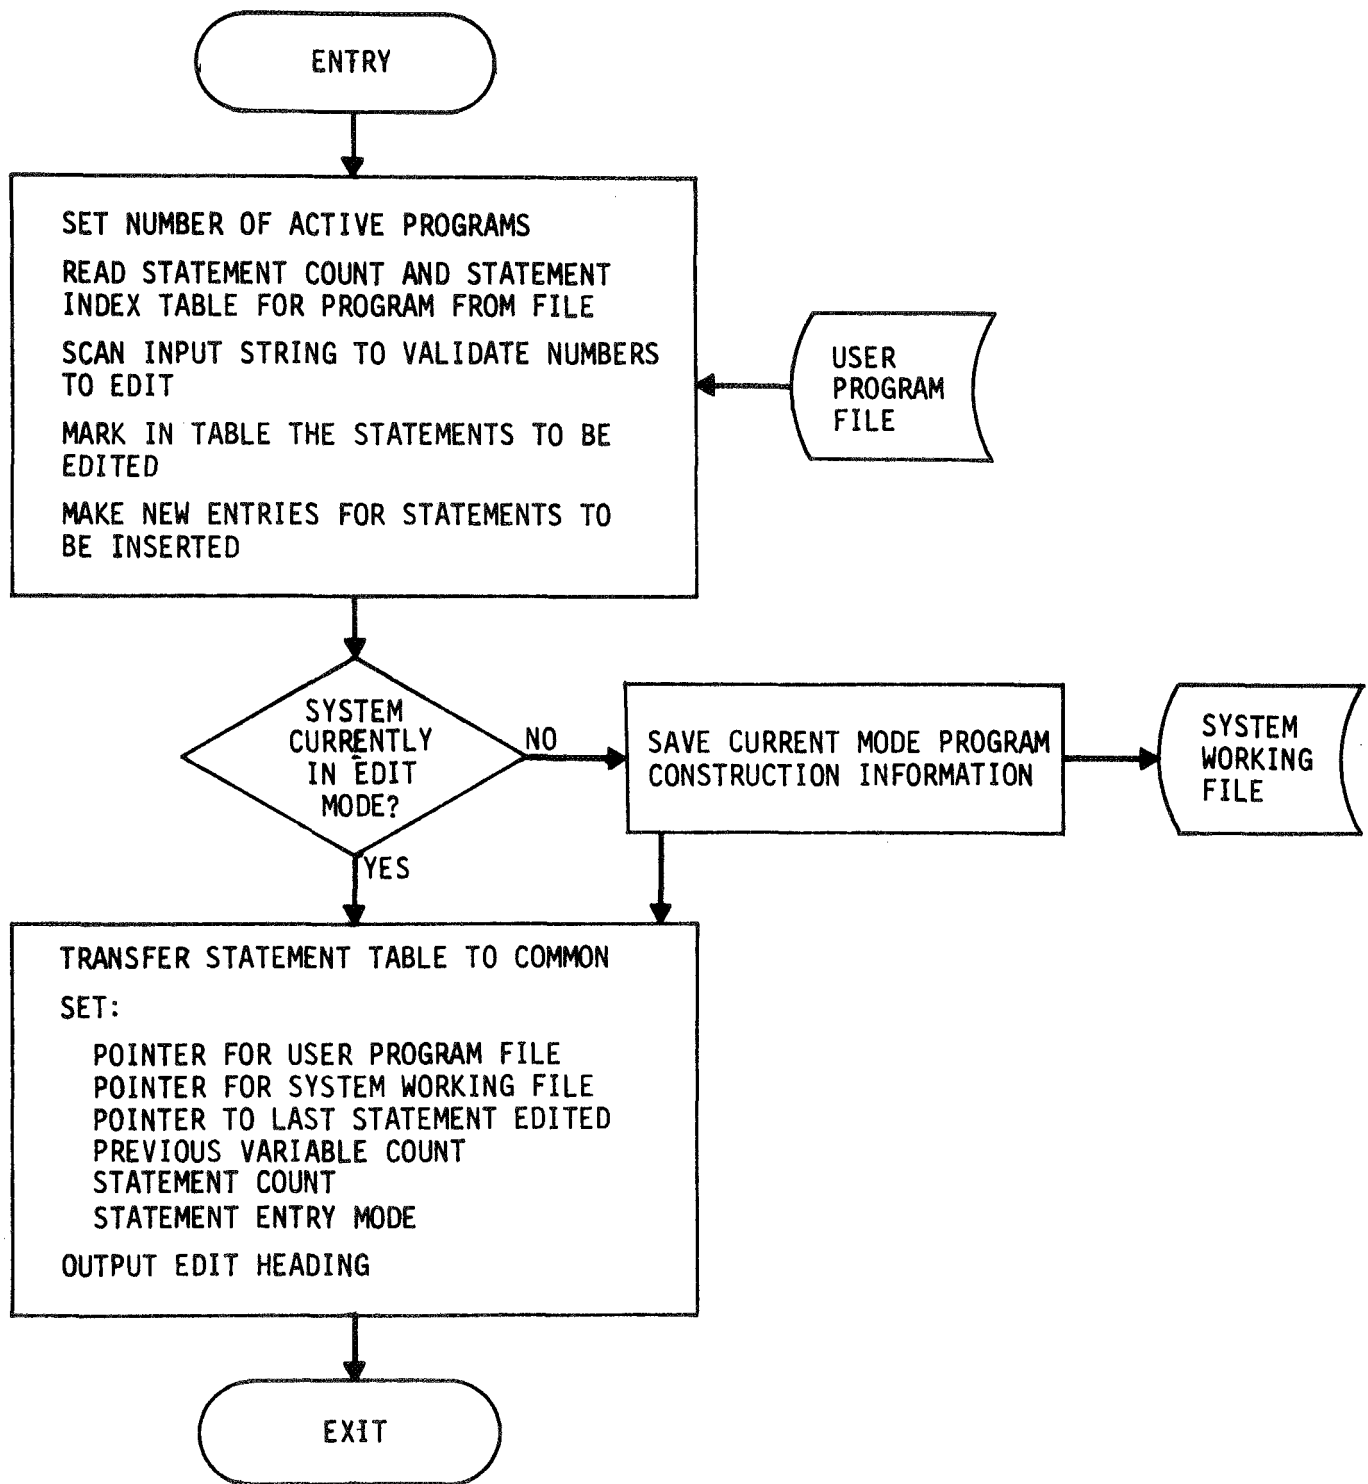 ENTRY
SET NUMBER OF ACTIVE PROGRAMS
READ STATEMENT COUNT AND STATEMENT
INDEX TABLE FOR PROGRAM FROM FILE
SCAN INPUT STRING TO VALIDATE NUMBERS
TO EDIT
MARK IN TABLE THE STATEMENTS TO BE
EDITED
MAKE NEW ENTRIES FOR STATEMENTS TO
BE INSERTED
USER
PROGRAM
FILE
SYSTEM
CURRENTLY
IN EDIT
MODE?
NO
SAVE CURRENT MODE PROGRAM
CONSTRUCTION INFORMATION
SYSTEM
WORKING
FILE
YES
TRANSFER STATEMENT TABLE TO COMMON
SET:
POINTER FOR USER PROGRAM FILE
POINTER FOR SYSTEM WORKING FILE
POINTER TO LAST STATEMENT EDITED
PREVIOUS VARIABLE COUNT
STATEMENT COUNT
STATEMENT ENTRY MODE
OUTPUT EDIT HEADING
EXIT